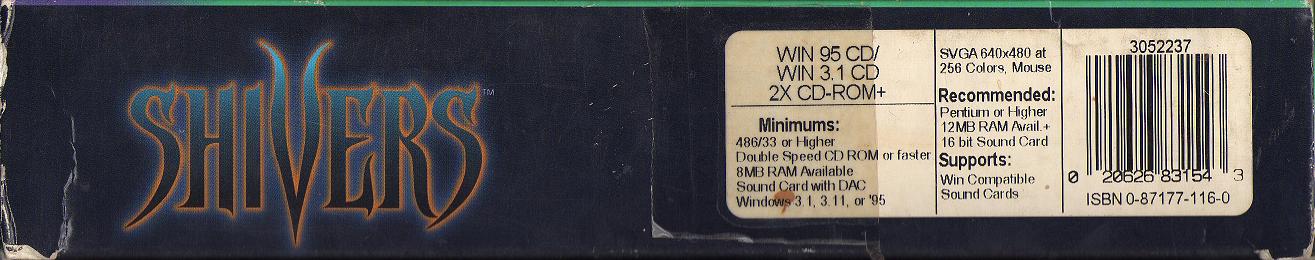 SHIVERS™
WIN 95 CD/
WIN 3.1 CD
2X CD-ROM+
Minimums:
486/33 or Higher
Double Speed CD ROM or faster
8MB RAM Available
Sound Card with DAC
Windows 3.1, 3.11, or '95
SVGA 640x480 at
256 Colors, Mouse
Recommended:
Pentium or Higher
12MB RAM Avail.+
16 bit Sound Card
Supports:
Win Compatible
Sound Cards
3052237
0 20626 83154 3
ISBN 0-87177-116-0